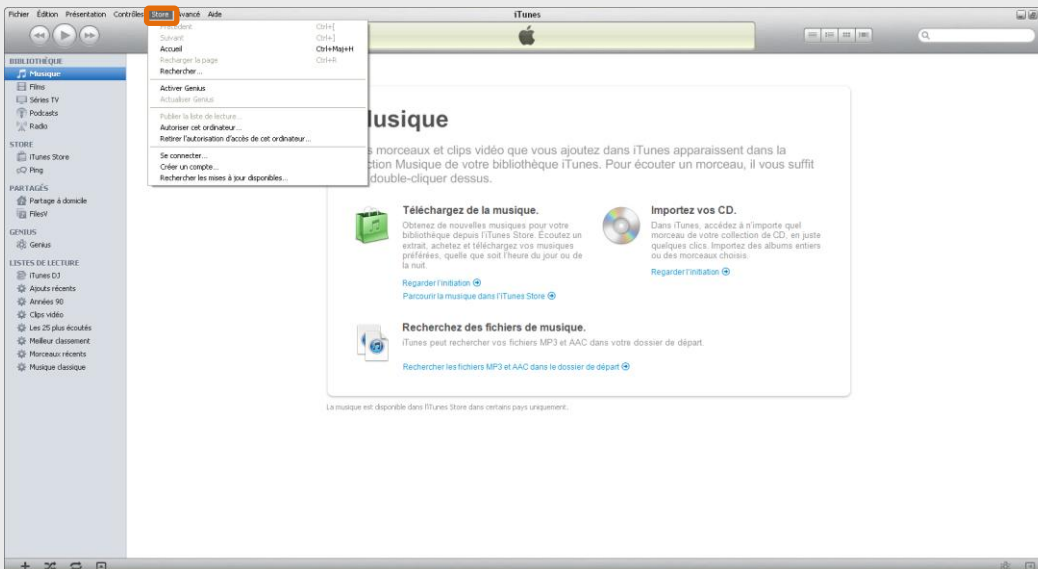 Fichier Édition Présentation Contrôles Store Avancé Aide
iTunes
Précédent Ctrl+[
Suivant Ctrl+]
Accueil Ctrl+Maj+H
Recharger la page Ctrl+R
Rechercher...
Activer Genius
Actualiser Genius
Publier la liste de lecture...
Autoriser cet ordinateur...
Retirer l'autorisation d'accès de cet ordinateur...
Se connecter...
Créer un compte...
Rechercher les mises à jour disponibles...
BIBLIOTHÈQUE
Musique
Films
Séries TV
Podcasts
Radio
STORE
iTunes Store
Ping
PARTAGÉS
Partage à domicile
FilesV
GENIUS
Genius
LISTES DE LECTURE
iTunes DJ
Ajouts récents
Années 90
Clips vidéo
Les 25 plus écoutés
Meilleur classement
Morceaux récents
Musique classique
usique
morceaux et clips vidéo que vous ajoutez dans iTunes apparaissent dans la
ction Musique de votre bibliothèque iTunes. Pour écouter un morceau, il vous suffit
double-cliquer dessus.
Téléchargez de la musique.
Obtenez de nouvelles musiques pour votre
bibliothèque depuis l'iTunes Store. Écoutez un
extrait, achetez et téléchargez vos musiques
préférées, quelle que soit l'heure du jour ou de
la nuit.
Regarder l'initiation
Parcourir la musique dans l'iTunes Store
Importez vos CD.
Dans iTunes, accédez à n'importe quel
morceau de votre collection de CD, en juste
quelques clics. Importez des albums entiers
ou des morceaux choisis.
Regarder l'initiation
Recherchez des fichiers de musique.
iTunes peut rechercher vos fichiers MP3 et AAC dans votre dossier de départ.
Rechercher les fichiers MP3 et AAC dans le dossier de départ
La musique est disponible dans l'iTunes Store dans certains pays uniquement.